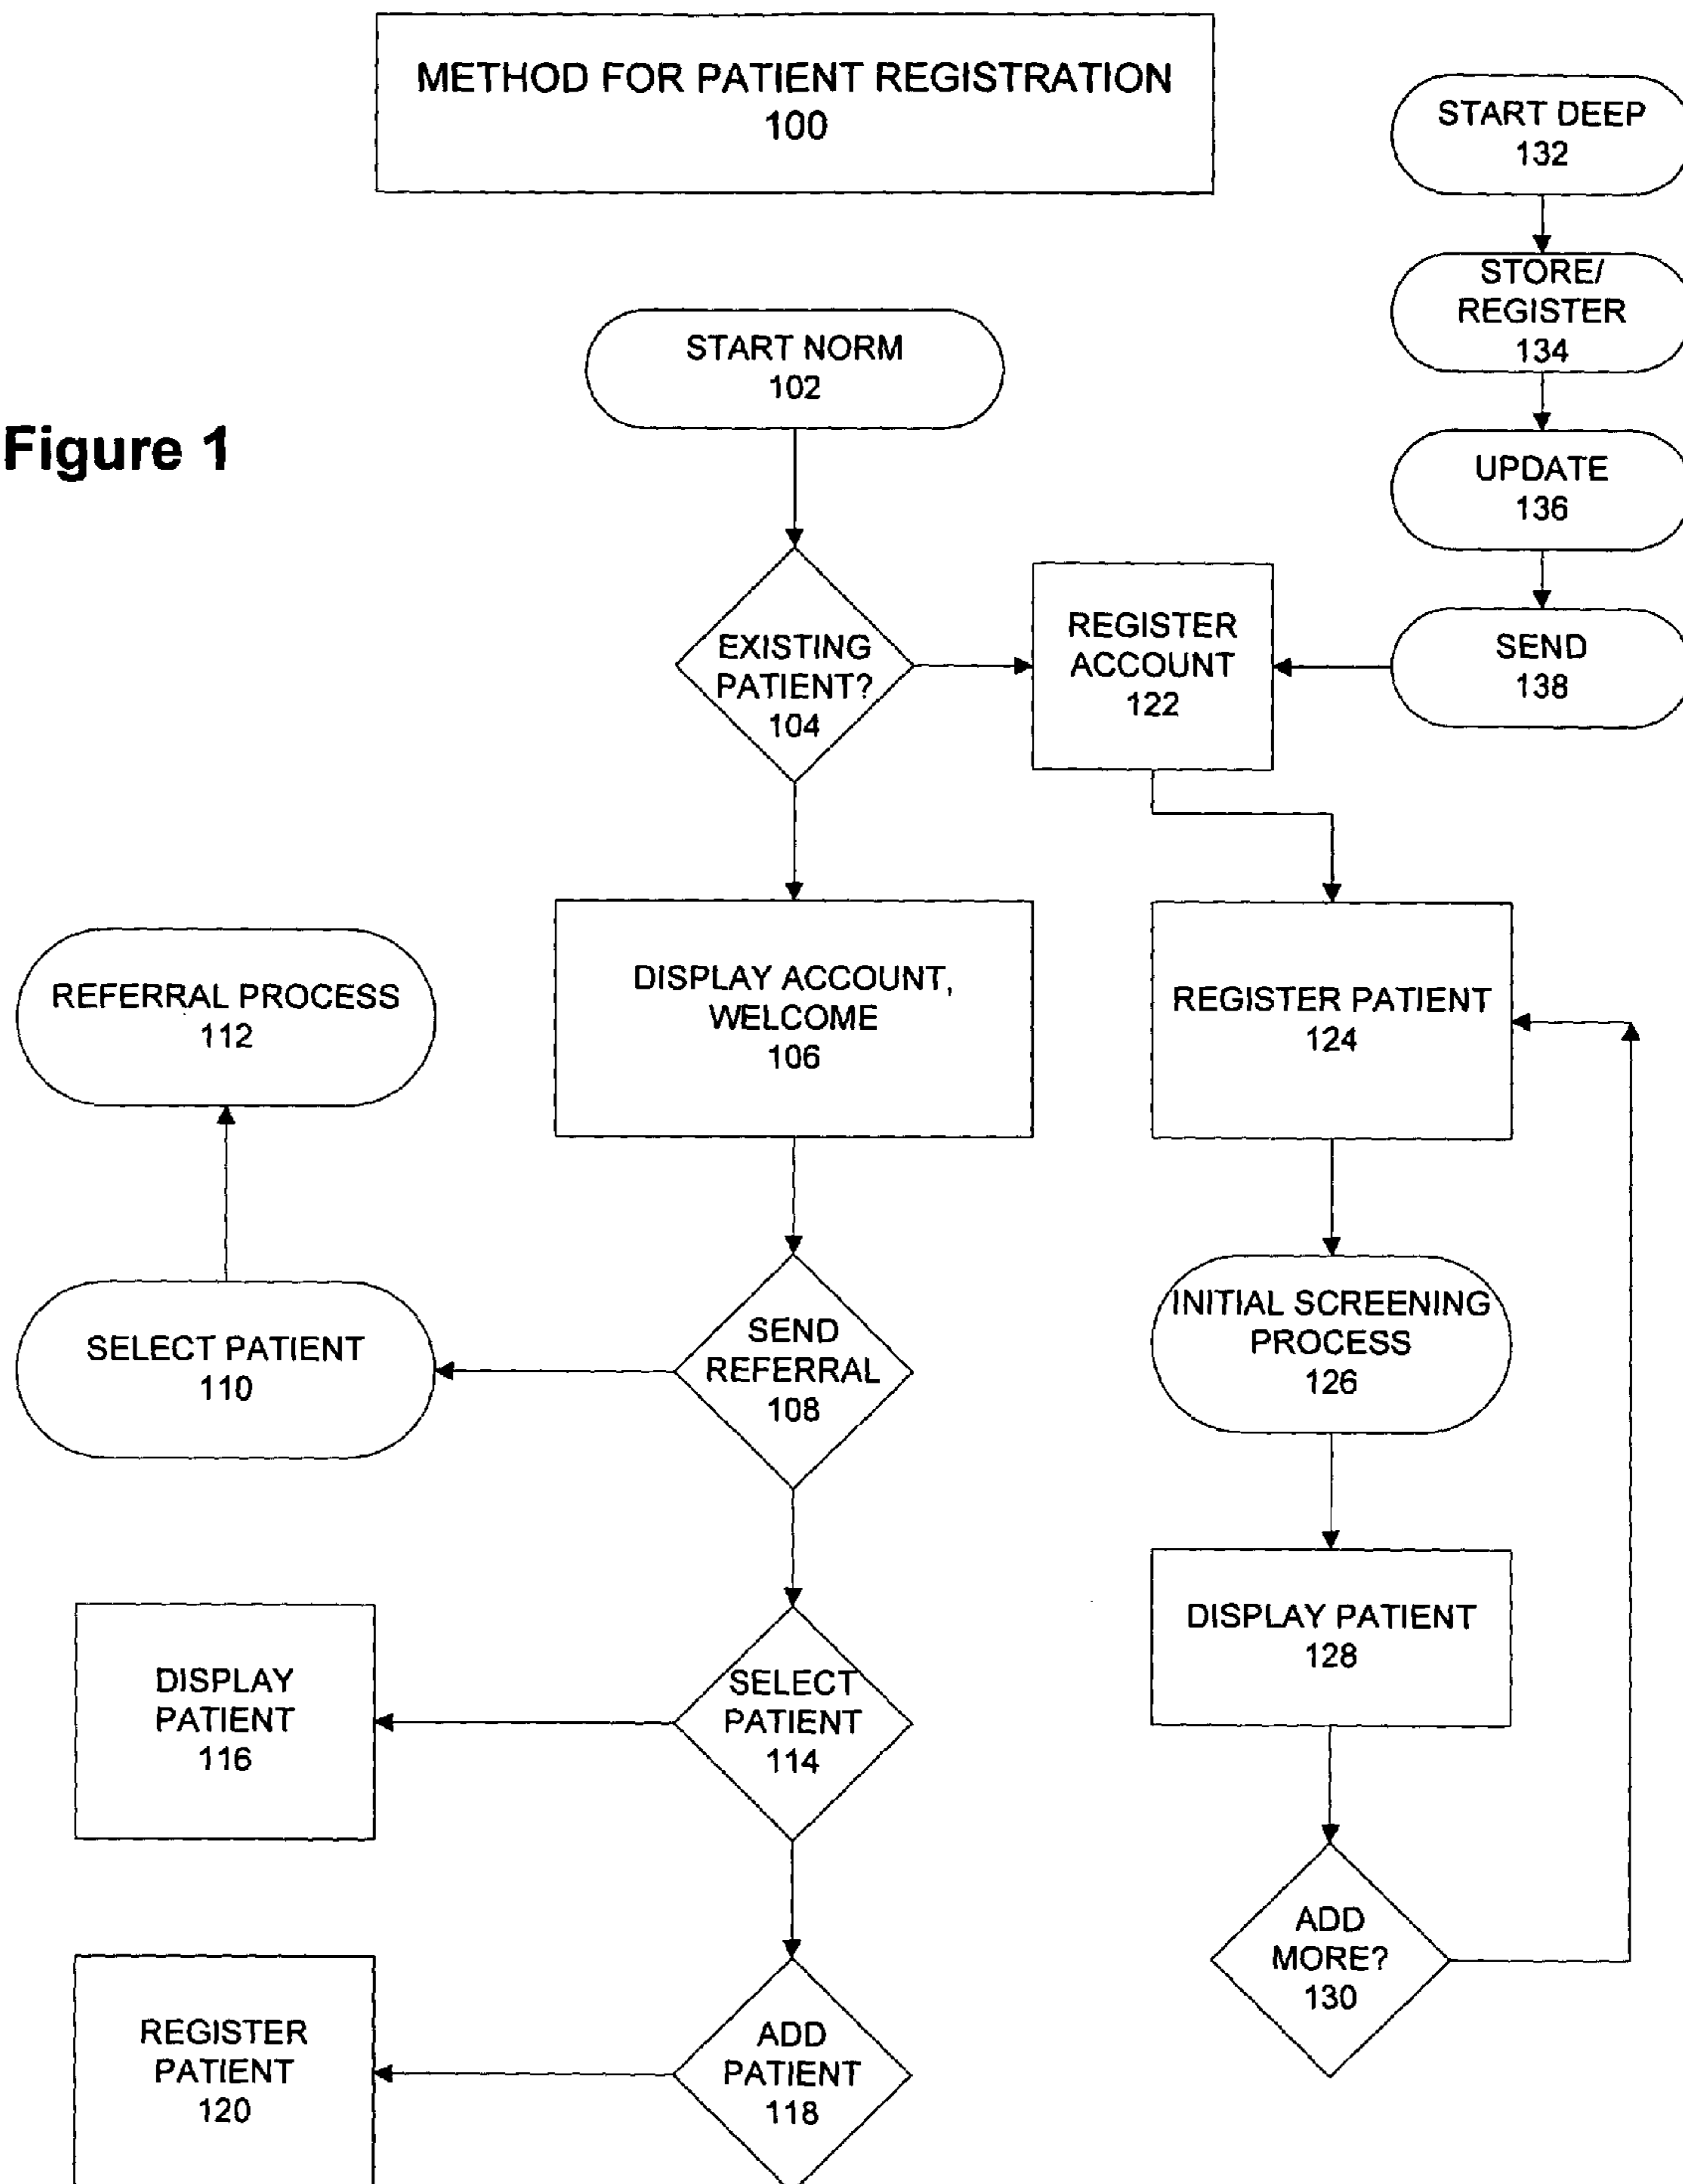 METHOD FOR PATIENT REGISTRATION
100
START DEEP
132
STORE/
REGISTER
134
START NORM
102
Figure 1
UPDATE
136
EXISTING
PATIENT?
104
REGISTER
ACCOUNT
122
SEND
138
REFERRAL PROCESS
112
DISPLAY ACCOUNT,
WELCOME
106
REGISTER PATIENT
124
SELECT PATIENT
110
SEND
REFERRAL
108
INITIAL SCREENING
PROCESS
126
DISPLAY
PATIENT
116
SELECT
PATIENT
114
DISPLAY PATIENT
128
ADD
MORE?
130
REGISTER
PATIENT
120
ADD
PATIENT
118